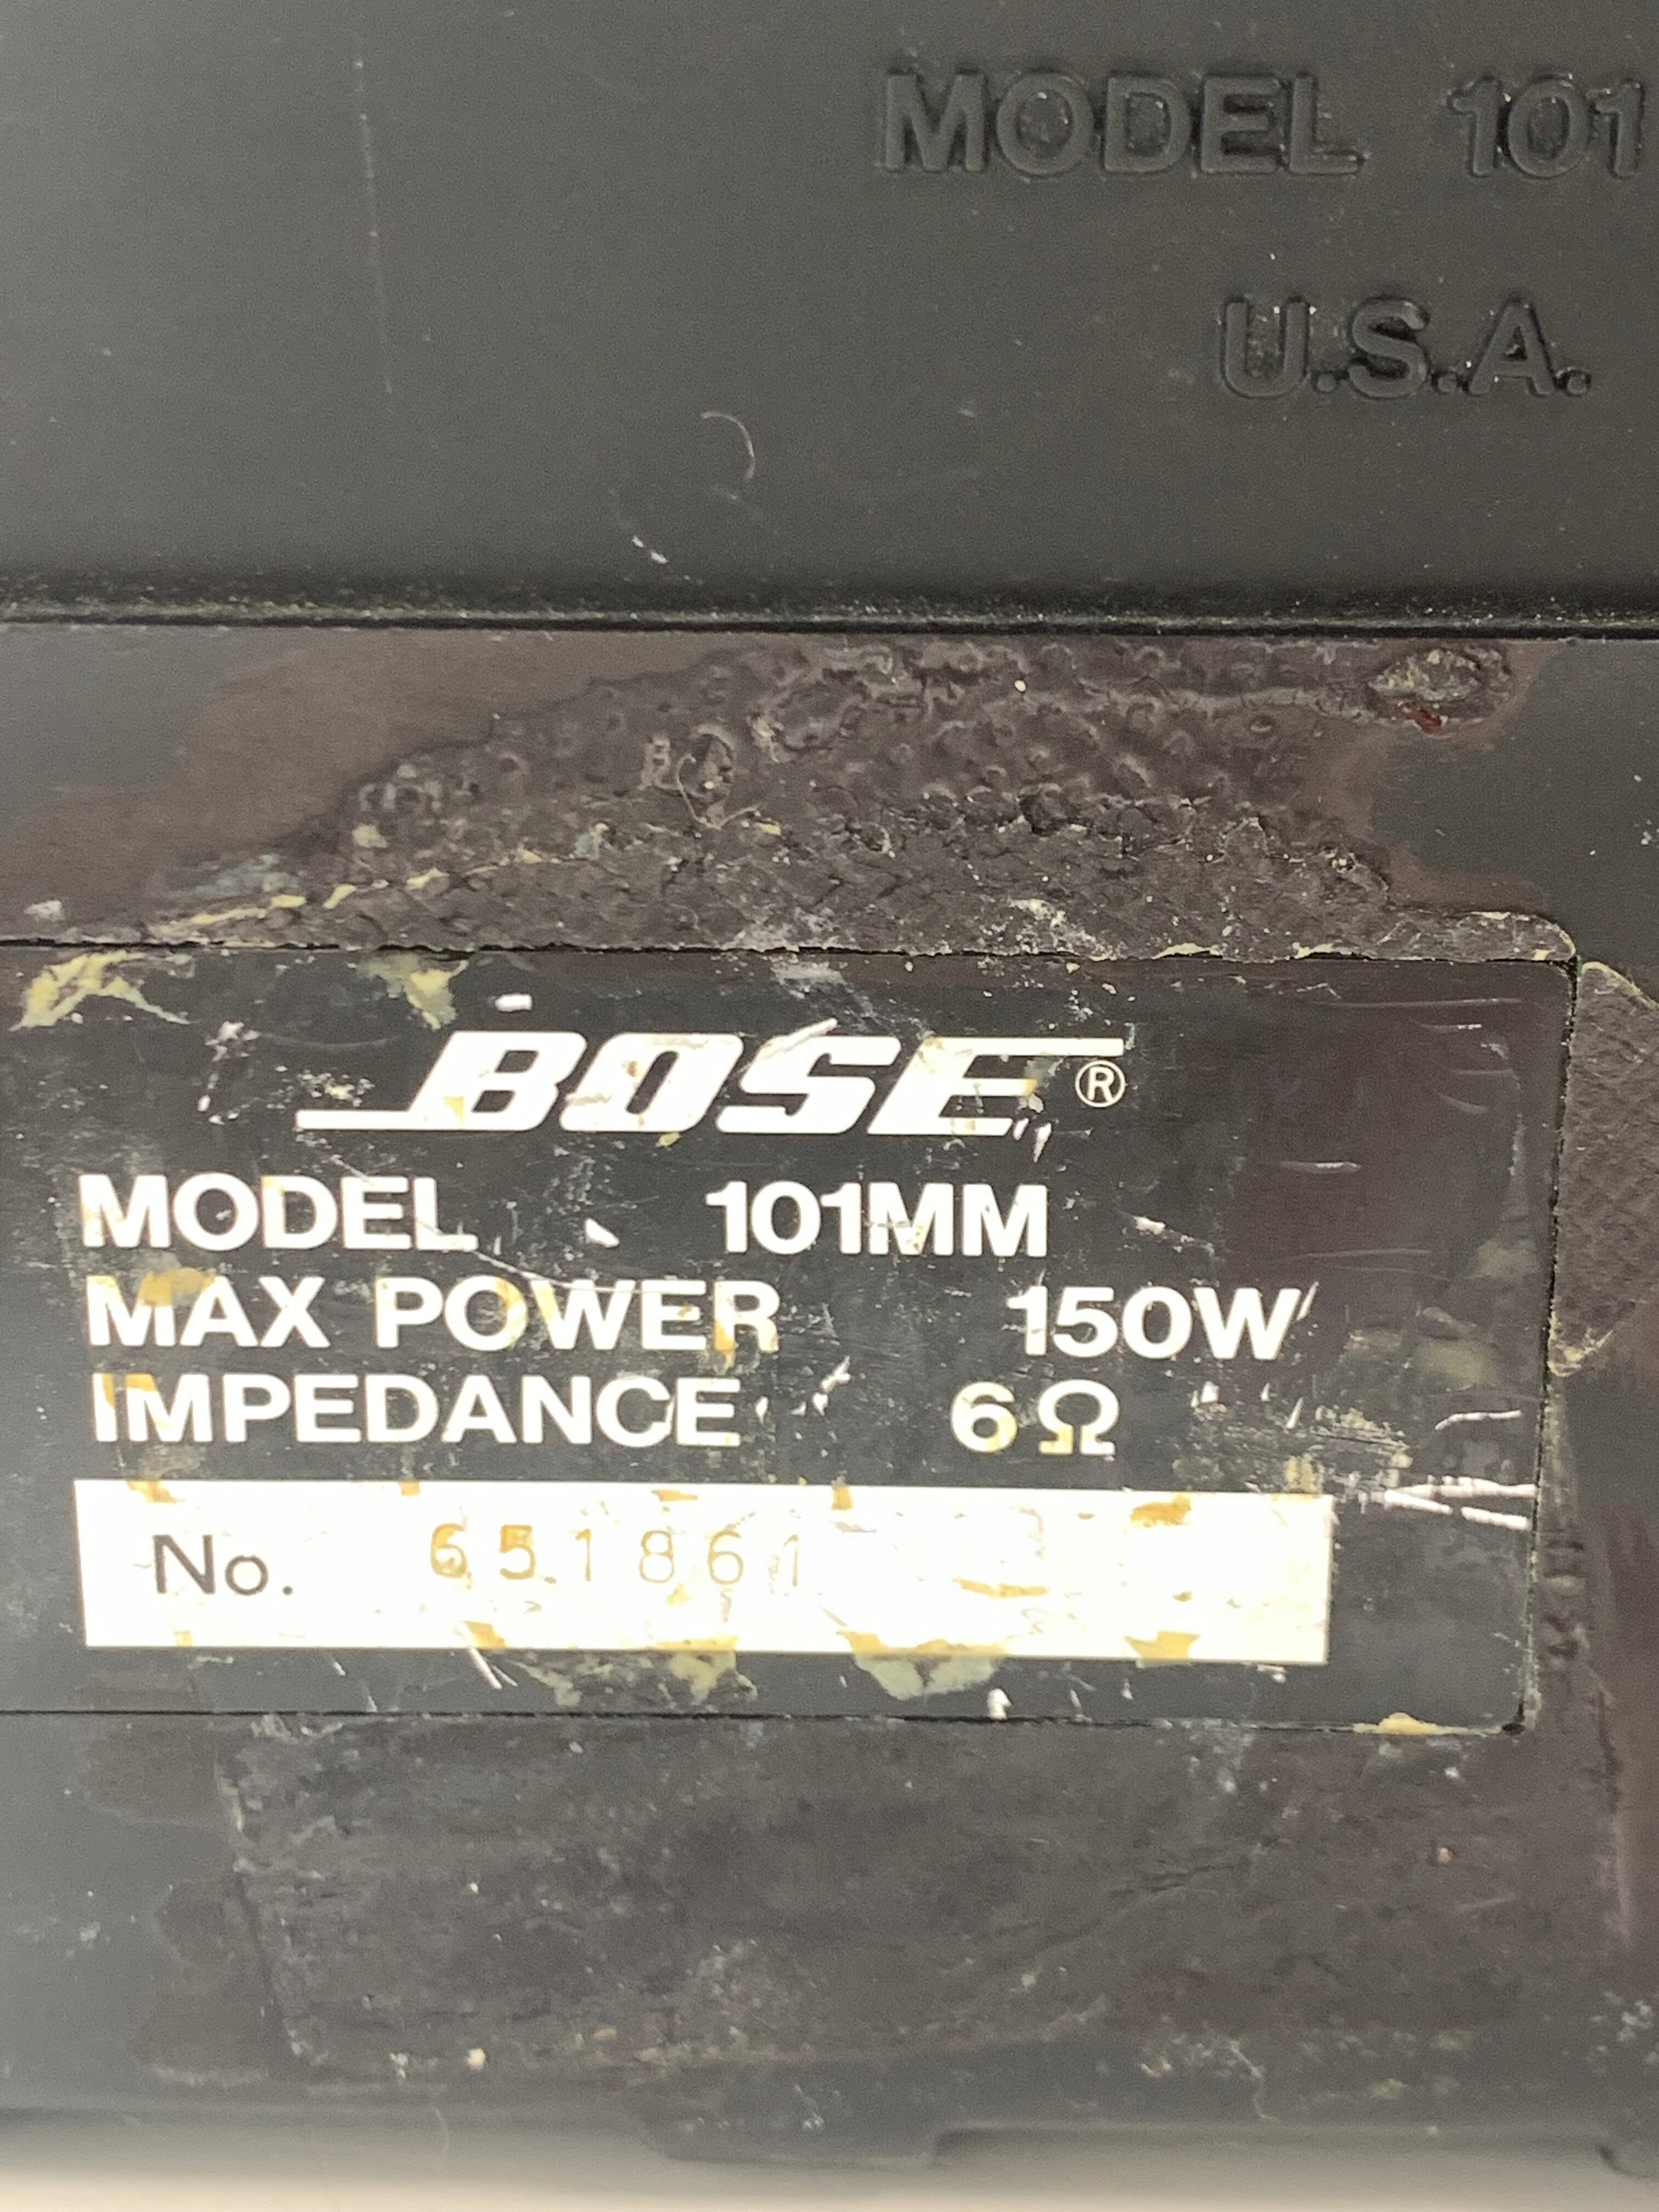 MODEL 101
U.S.A.
BOSE®
MODEL 101MM
MAX POWER 150W
IMPEDANCE 6Ω
No. 651861